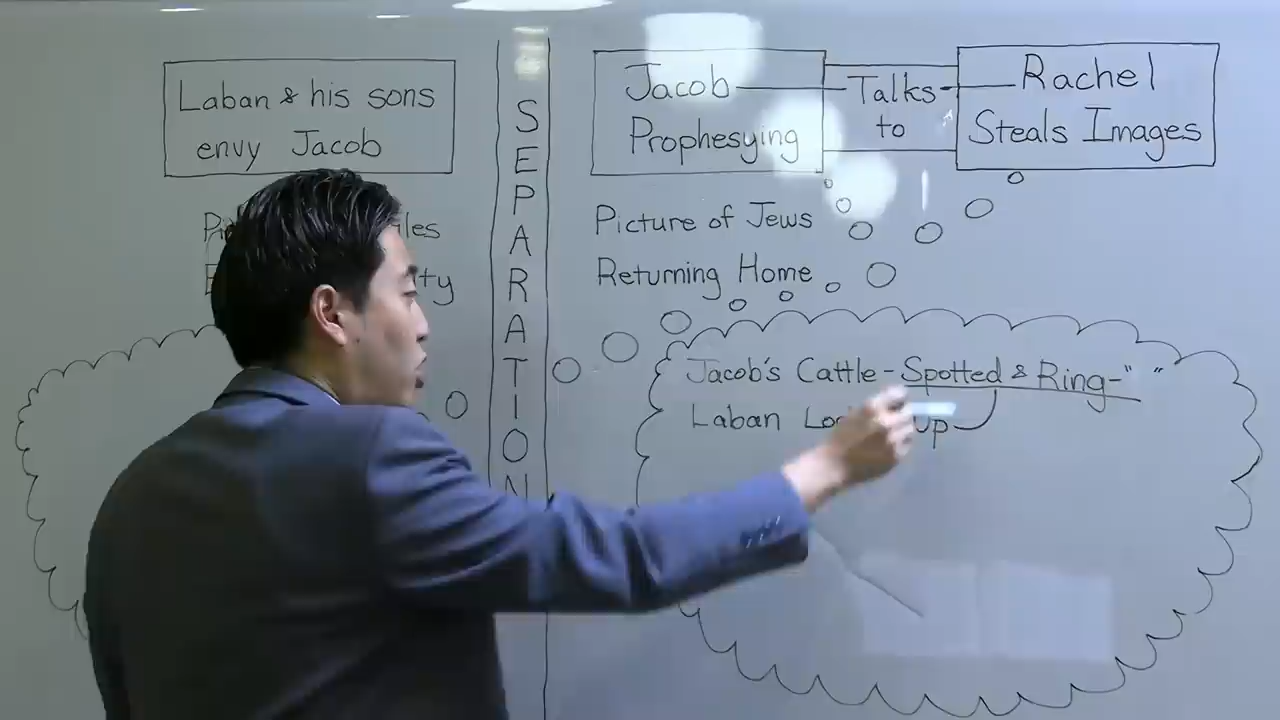 Laban & his sons
envy Jacob
SEPARATION
Jacob
Prophesying
Talks
to
Rachel
Steals Images
Picture of Jews
Returning Home
Jacob's Cattle-Spotted & Ring-" "
Laban up